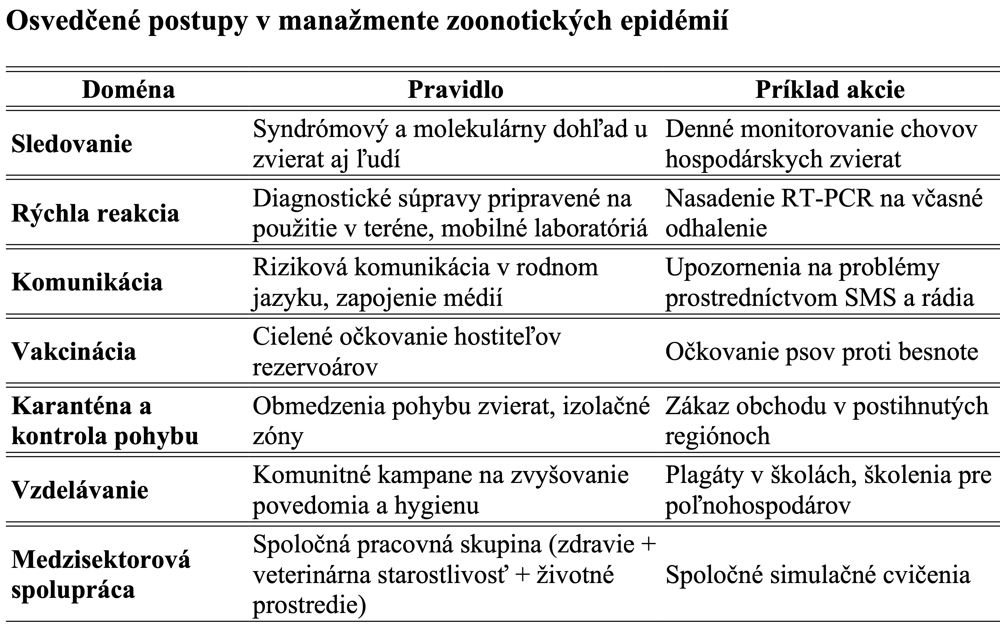 Osvedčené postupy v manažmente zoonotických epidémií
Doména Pravidlo Príklad akcie
Sledovanie
Syndrómový a molekulárny dohľad u
zvierat aj ľudí
Denné monitorovanie chovov
hospodárskych zvierat
Rýchla reakcia
Diagnostické súpravy pripravené na
použitie v teréne, mobilné laboratóriá
Nasadenie RT-PCR na včasné
odhalenie
Komunikácia
Riziková komunikácia v rodnom
jazyku, zapojenie médií
Upozornenia na problémy
prostredníctvom SMS a rádia
Vakcinácia
Cielené očkovanie hostiteľov
rezervoárov
Očkovanie psov proti besnote
Karanténa a
kontrola pohybu
Obmedzenia pohybu zvierat, izolačné
zóny
Zákaz obchodu v postihnutých
regiónoch
Vzdelávanie
Komunitné kampane na zvyšovanie
povedomia a hygienu
Plagáty v školách, školenia pre
poľnohospodárov
Medzisektorová
spolupráca
Spoločná pracovná skupina (zdravie +
veterinárna starostlivosť + životné
prostredie)
Spoločné simulačné cvičenia